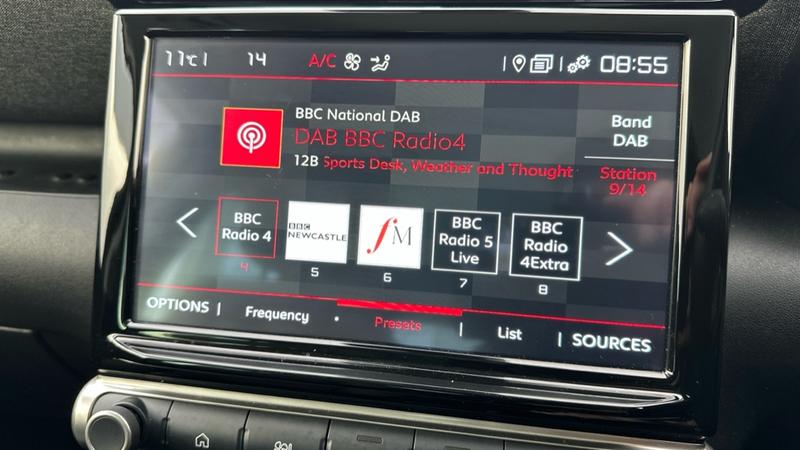 11°C 14 A/C 08:55
BBC National DAB
DAB BBC Radio4
12B Sports Desk, Weather and Thought
Band
DAB
Station
9/14
BBC
Radio 4
4
BBC
NEWCASTLE
5
fM
6
BBC
Radio 5
Live
7
BBC
Radio
4Extra
8
OPTIONS
Frequency
Presets
List
SOURCES